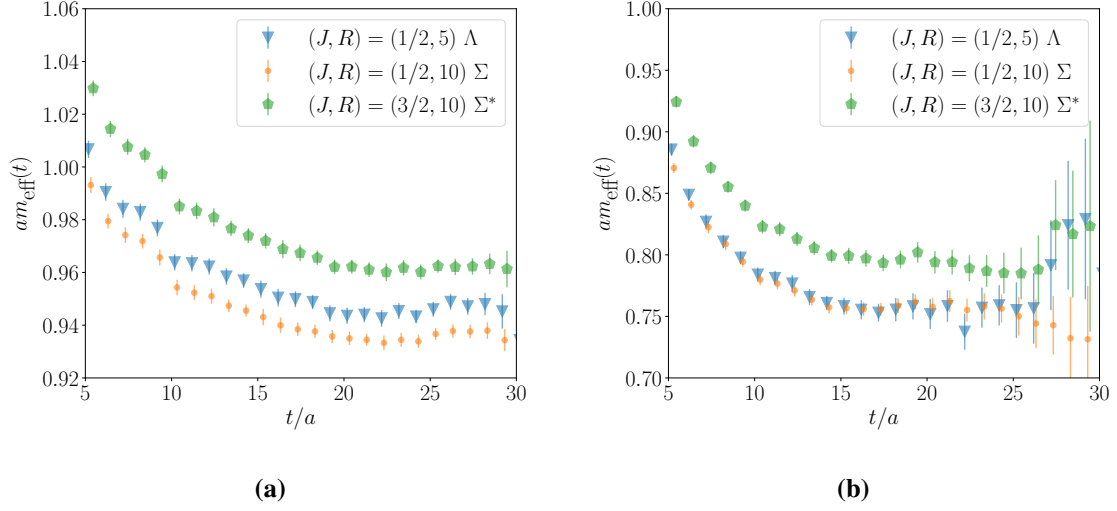 1.06
1.04
1.02
1.00
0.98
0.96
0.94
0.92
am_eff(t)
5
10
15
20
25
30
t/a
(J, R) = (1/2, 5) Λ
(J, R) = (1/2, 10) Σ
(J, R) = (3/2, 10) Σ*
(a)
1.00
0.95
0.90
0.85
0.80
0.75
0.70
am_eff(t)
5
10
15
20
25
30
t/a
(J, R) = (1/2, 5) Λ
(J, R) = (1/2, 10) Σ
(J, R) = (3/2, 10) Σ*
(b)